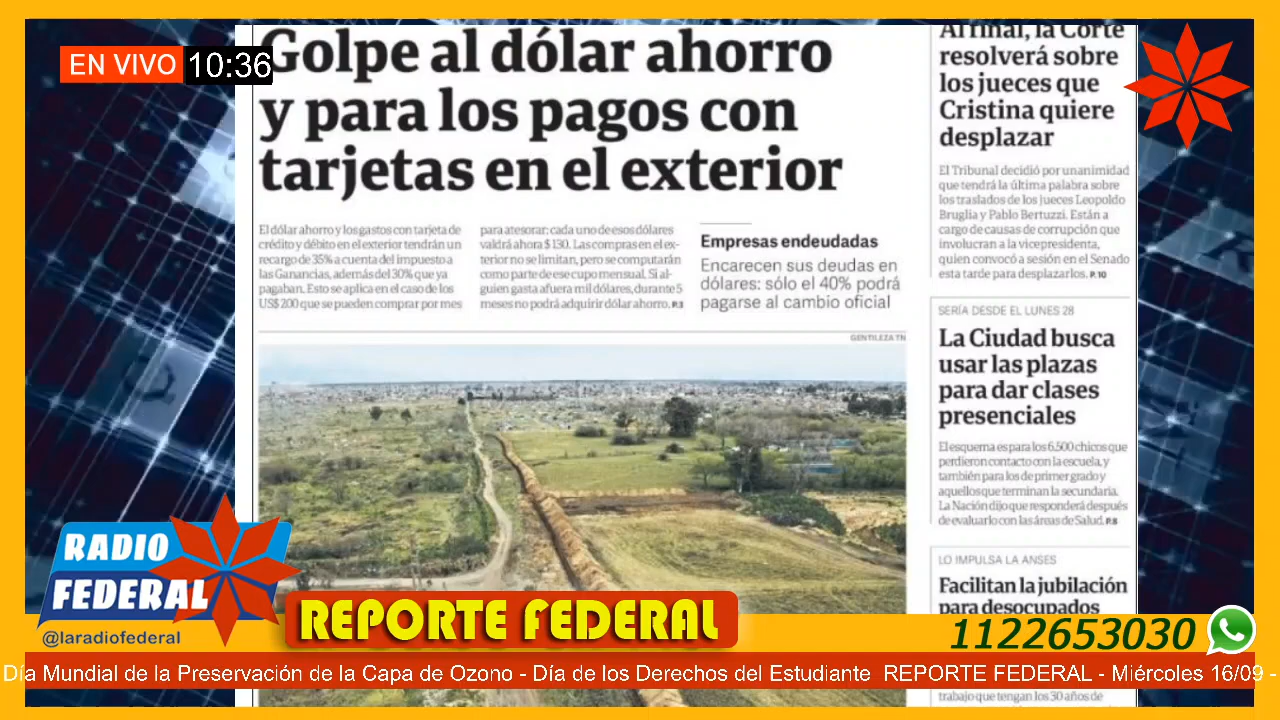 EN VIVO 10:36
Golpe al dólar ahorro
y para los pagos con
tarjetas en el exterior
El dólar ahorro y los gastos con tarjeta de
crédito y débito en el exterior tendrán un
recargo de 35% a cuenta del impuesto a
las Ganancias, además del 30% que ya
pagaban. Esto se aplica en el caso de los
US$ 200 que se pueden comprar por mes
para atesorar: cada uno de esos dólares
valdrá ahora $ 130. Las compras en el ex-
terior no se limitan, pero se computarán
como parte de ese cupo mensual. Si al-
guien gasta afuera mil dólares, durante 5
meses no podrá adquirir dólar ahorro. P.3
Empresas endeudadas
Encarecen sus deudas en
dólares: sólo el 40% podrá
pagarse al cambio oficial
GENTILEZA TN
Al final, la Corte
resolverá sobre
los jueces que
Cristina quiere
desplazar
El Tribunal decidió por unanimidad
que tendrá la última palabra sobre
los traslados de los jueces Leopoldo
Bruglia y Pablo Bertuzzi. Están a
cargo de causas de corrupción que
involucran a la vicepresidenta,
quien convocó a sesión en el Senado
esta tarde para desplazarlos. P.10
SERÍA DESDE EL LUNES 28
La Ciudad busca
usar las plazas
para dar clases
presenciales
El esquema es para los 6.500 chicos que
perdieron contacto con la escuela, y
también para los de primer grado y
aquellos que terminan la secundaria.
La Nación dijo que responderá después
de evaluarlo con las áreas de Salud. P.8
LO IMPULSA LA ANSES
Facilitan la jubilación
para desocupados
RADIO
FEDERAL
@laradiofederal
REPORTE FEDERAL
1122653030
Día Mundial de la Preservación de la Capa de Ozono - Día de los Derechos del Estudiante REPORTE FEDERAL - Miércoles 16/09 -
trabajo que tengan los 30 años de